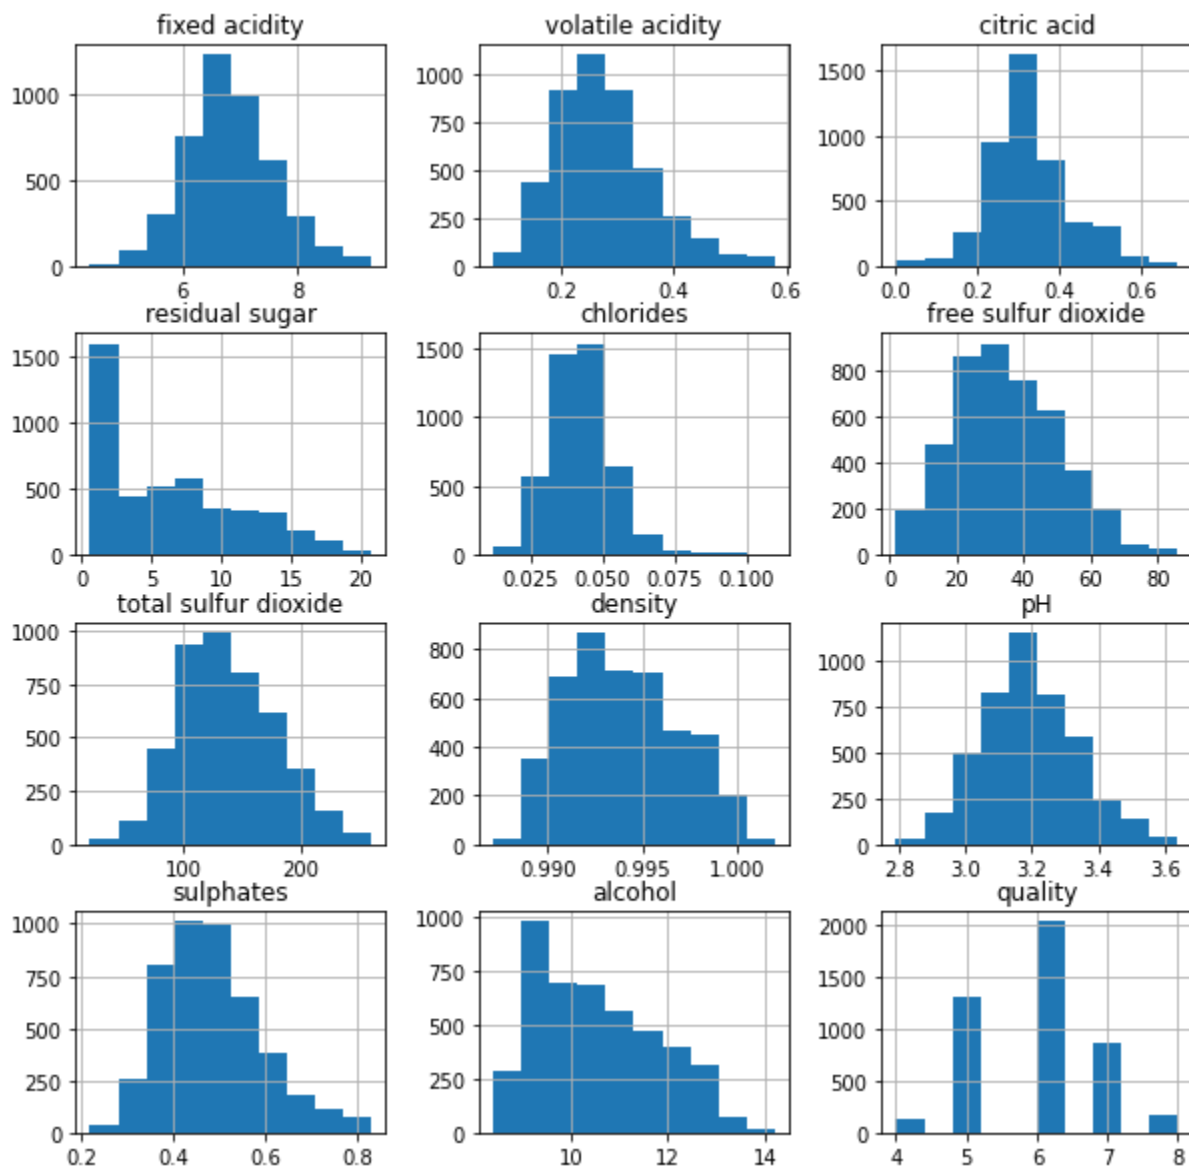 fixed acidity
1000
500
0
6 8
volatile acidity
1000
750
500
250
0
0.2 0.4 0.6
citric acid
1500
1000
500
0
0.0 0.2 0.4 0.6
residual sugar
1500
1000
500
0
0 5 10 15 20
chlorides
1500
1000
500
0
0.025 0.050 0.075 0.100
free sulfur dioxide
800
600
400
200
0
0 20 40 60 80
total sulfur dioxide
1000
750
500
250
0
100 200
density
800
600
400
200
0
0.990 0.995 1.000
pH
1000
750
500
250
0
2.8 3.0 3.2 3.4 3.6
sulphates
1000
750
500
250
0
0.2 0.4 0.6 0.8
alcohol
1000
800
600
400
200
0
10 12 14
quality
2000
1500
1000
500
0
4 5 6 7 8